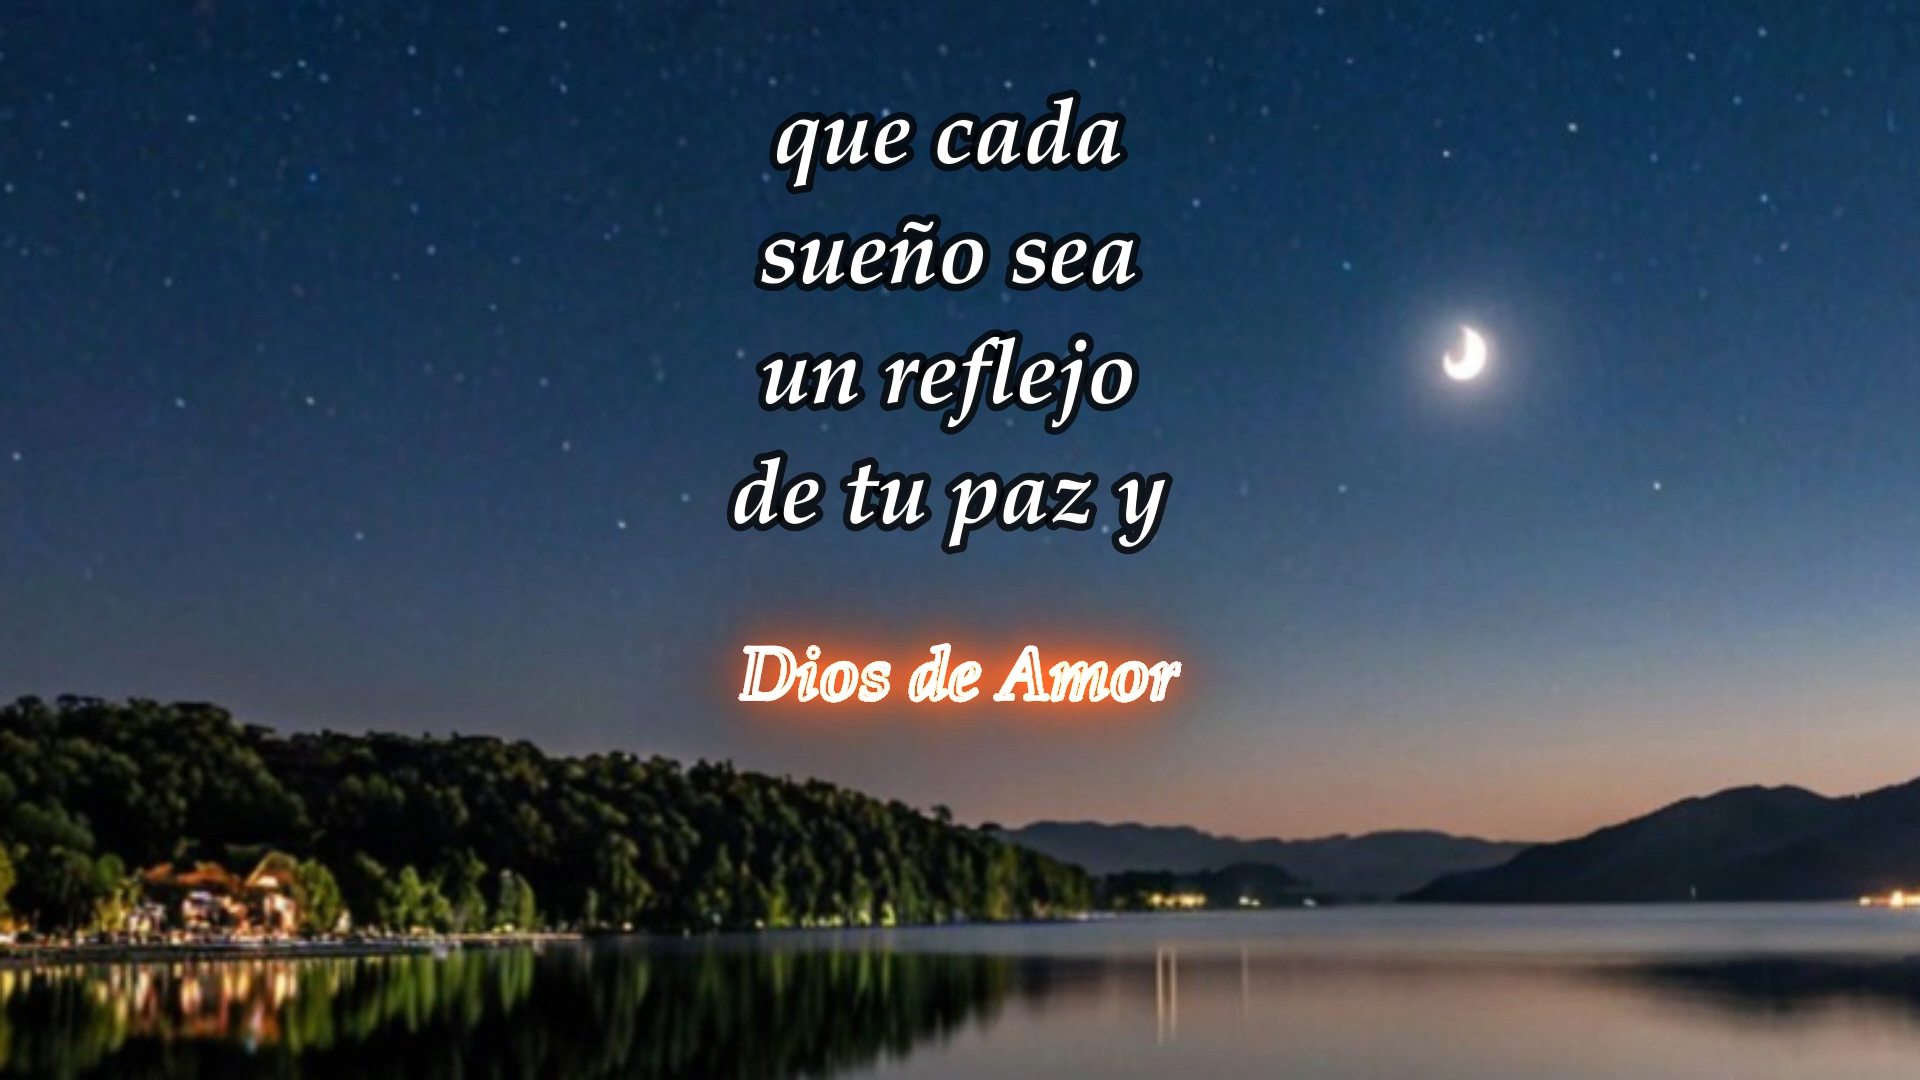 que cada
sueño sea
un reflejo
de tu paz y
Dios de Amor